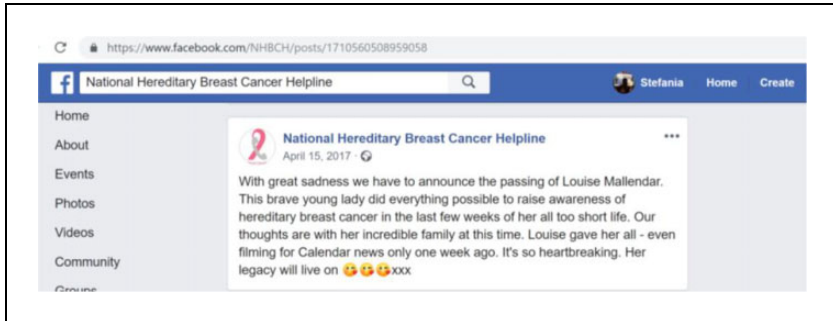 https://www.facebook.com/NHBCH/posts/1710560508959058
National Hereditary Breast Cancer Helpline
Stefania Home Create
Home
About
Events
Photos
Videos
Community
Groups
National Hereditary Breast Cancer Helpline
April 15, 2017
With great sadness we have to announce the passing of Louise Mallendar.
This brave young lady did everything possible to raise awareness of
hereditary breast cancer in the last few weeks of her all too short life. Our
thoughts are with her incredible family at this time. Louise gave her all - even
filming for Calendar news only one week ago. It's so heartbreaking. Her
legacy will live on 😘😘😘xxx